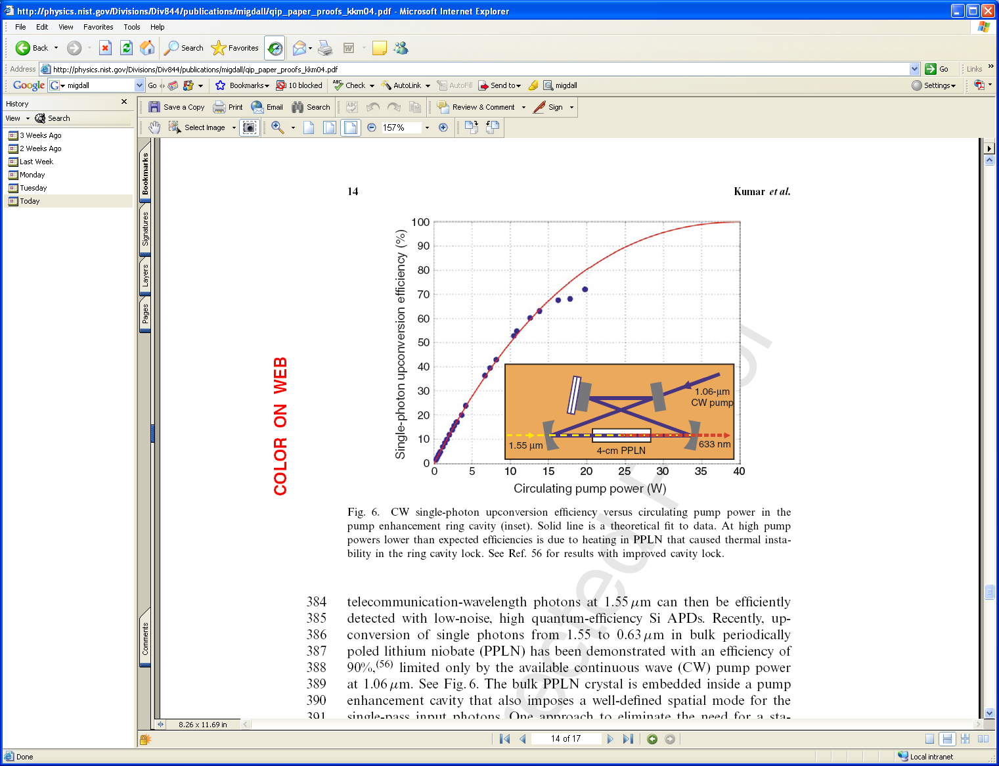 http://physics.nist.gov/Divisions/Div844/publications/migdall/qip_paper_proofs_kkm04.pdf - Microsoft Internet Explorer
File Edit View Favorites Tools Help
Back Search Favorites
Address http://physics.nist.gov/Divisions/Div844/publications/migdall/qip_paper_proofs_kkm04.pdf Go Links »
Google G migdall Go Bookmarks 10 blocked ABC Check AutoLink AutoFill Send to migdall Settings
History
View Search
3 Weeks Ago
2 Weeks Ago
Last Week
Monday
Tuesday
Today
Save a Copy Print Email Search ABC Review & Comment Sign
Select Image 157%
Bookmarks
Signatures
Layers
Pages
Comments
14 Kumar et al.
COLOR ON WEB
Single-photon upconversion efficiency (%)
100
90
80
70
60
50
40
30
20
10
0
0 5 10 15 20 25 30 35 40
Circulating pump power (W)
1.06-μm
CW pump
1.55 μm
4-cm PPLN
633 nm
Fig. 6. CW single-photon upconversion efficiency versus circulating pump power in the
pump enhancement ring cavity (inset). Solid line is a theoretical fit to data. At high pump
powers lower than expected efficiencies is due to heating in PPLN that caused thermal insta-
bility in the ring cavity lock. See Ref. 56 for results with improved cavity lock.
384 telecommunication-wavelength photons at 1.55 μm can then be efficiently
385 detected with low-noise, high quantum-efficiency Si APDs. Recently, up-
386 conversion of single photons from 1.55 to 0.63 μm in bulk periodically
387 poled lithium niobate (PPLN) has been demonstrated with an efficiency of
388 90%,(56) limited only by the available continuous wave (CW) pump power
389 at 1.06 μm. See Fig. 6. The bulk PPLN crystal is embedded inside a pump
390 enhancement cavity that also imposes a well-defined spatial mode for the
391 single-pass input photons. One approach to eliminate the need for a sta-
8.26 x 11.69 in
14 of 17
Done Local intranet